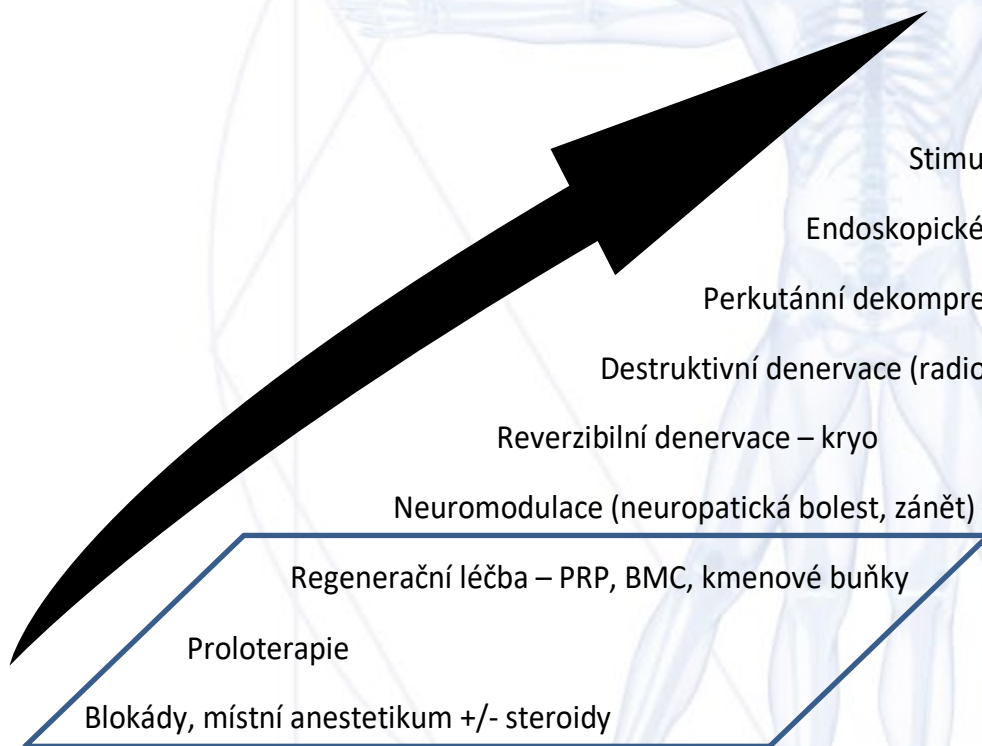 Stimu
Endoskopické
Perkutánní dekompre
Destruktivní denervace (radio
Reverzibilní denervace – kryo
Neuromodulace (neuropatická bolest, zánět)
Regenerační léčba – PRP, BMC, kmenové buňky
Proloterapie
Blokády, místní anestetikum +/- steroidy